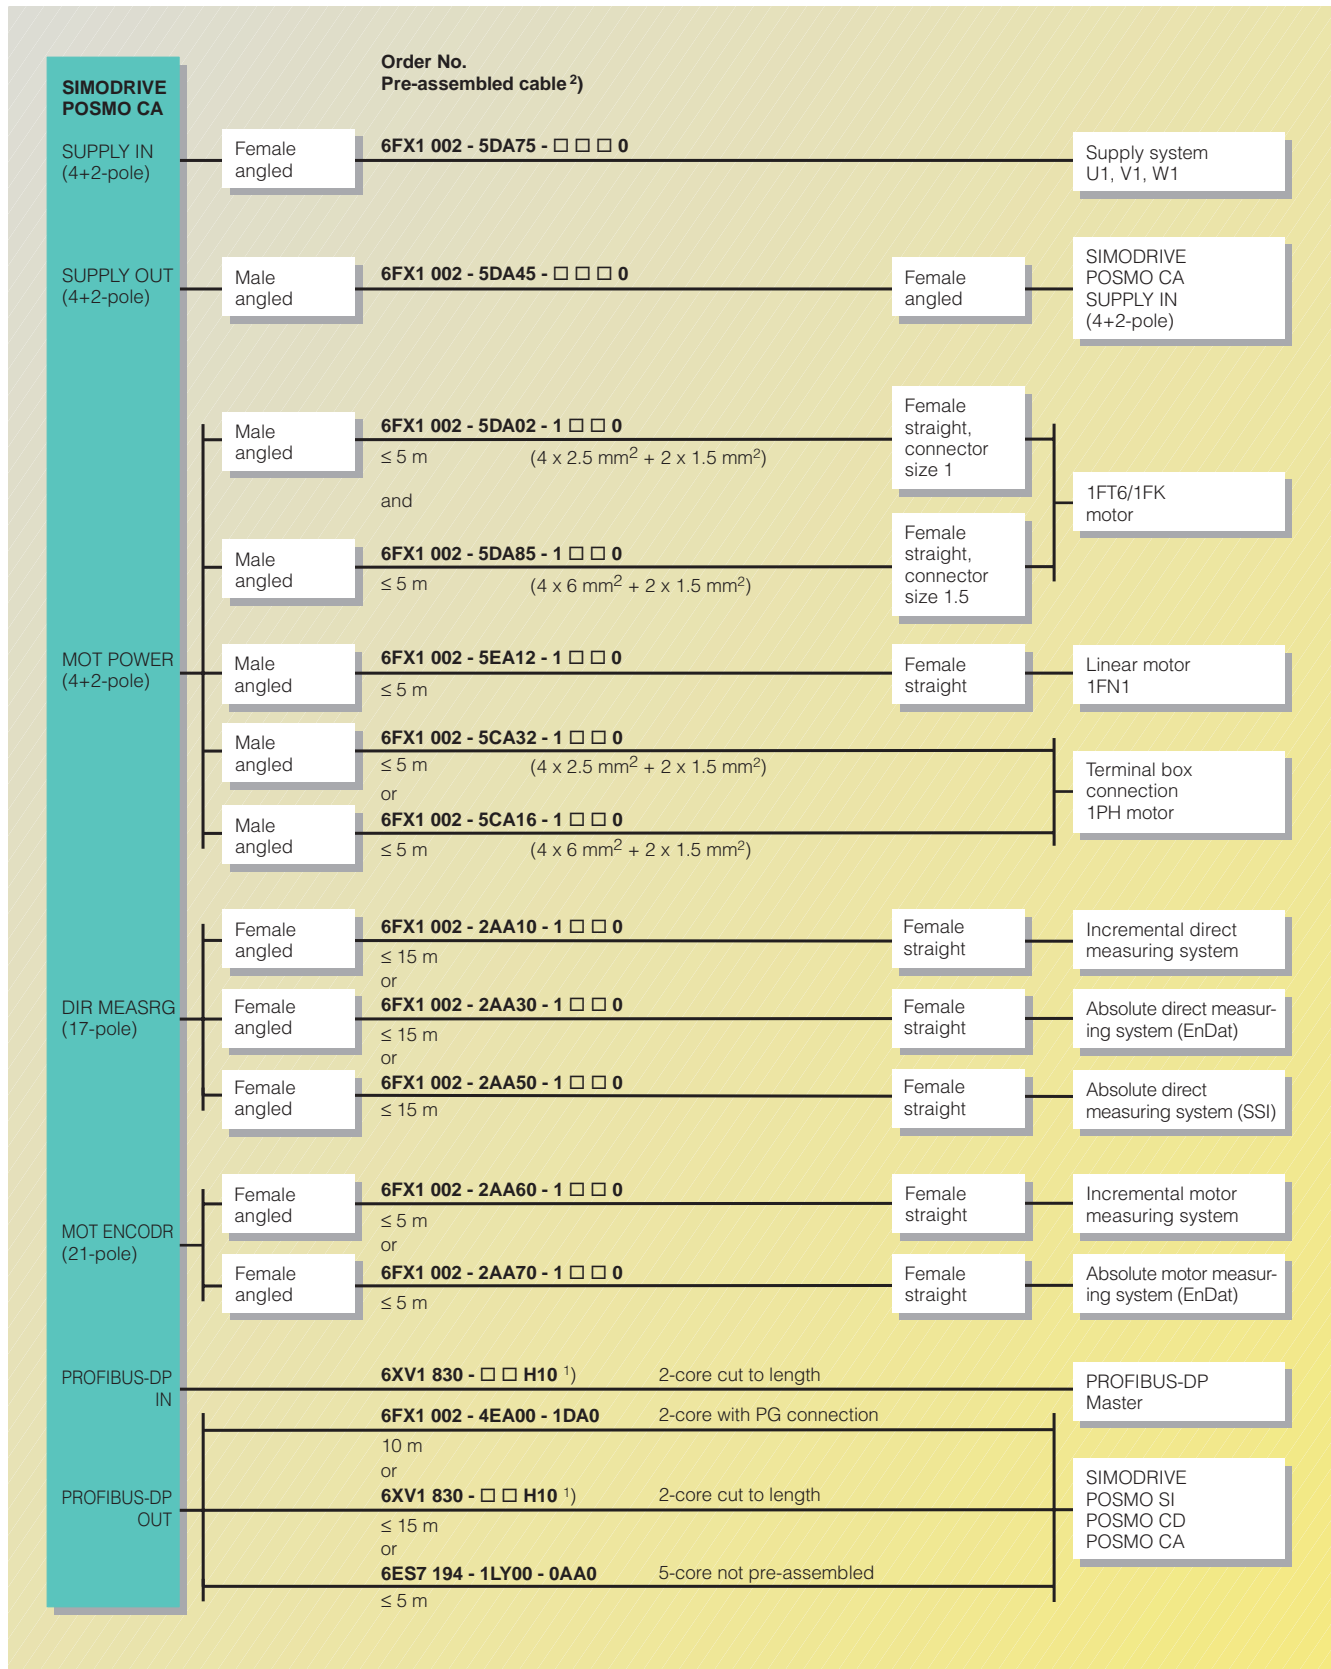 Order No.
Pre-assembled cable 2)
SIMODRIVE
POSMO CA
SUPPLY IN
(4+2-pole)
Female
angled
6FX1 002 - 5DA75 - □ □ □ 0
Supply system
U1, V1, W1
SUPPLY OUT
(4+2-pole)
Male
angled
6FX1 002 - 5DA45 - □ □ □ 0
Female
angled
SIMODRIVE
POSMO CA
SUPPLY IN
(4+2-pole)
MOT POWER
(4+2-pole)
Male
angled
6FX1 002 - 5DA02 - 1 □ □ 0
≤ 5 m (4 x 2.5 mm² + 2 x 1.5 mm²)
Female
straight,
connector
size 1
and
1FT6/1FK
motor
Male
angled
6FX1 002 - 5DA85 - 1 □ □ 0
≤ 5 m (4 x 6 mm² + 2 x 1.5 mm²)
Female
straight,
connector
size 1.5
Male
angled
6FX1 002 - 5EA12 - 1 □ □ 0
≤ 5 m
Female
straight
Linear motor
1FN1
Male
angled
6FX1 002 - 5CA32 - 1 □ □ 0
≤ 5 m (4 x 2.5 mm² + 2 x 1.5 mm²)
or
Terminal box
connection
1PH motor
Male
angled
6FX1 002 - 5CA16 - 1 □ □ 0
≤ 5 m (4 x 6 mm² + 2 x 1.5 mm²)
DIR MEASRG
(17-pole)
Female
angled
6FX1 002 - 2AA10 - 1 □ □ 0
≤ 15 m
or
Female
straight
Incremental direct
measuring system
Female
angled
6FX1 002 - 2AA30 - 1 □ □ 0
≤ 15 m
or
Female
straight
Absolute direct measur-
ing system (EnDat)
Female
angled
6FX1 002 - 2AA50 - 1 □ □ 0
≤ 15 m
Female
straight
Absolute direct
measuring system (SSI)
MOT ENCODR
(21-pole)
Female
angled
6FX1 002 - 2AA60 - 1 □ □ 0
≤ 5 m
or
Female
straight
Incremental motor
measuring system
Female
angled
6FX1 002 - 2AA70 - 1 □ □ 0
≤ 5 m
Female
straight
Absolute motor measur-
ing system (EnDat)
PROFIBUS-DP
IN
6XV1 830 - □ □ H10 1) 2-core cut to length
PROFIBUS-DP
Master
PROFIBUS-DP
OUT
6FX1 002 - 4EA00 - 1DA0 2-core with PG connection
10 m
or
6XV1 830 - □ □ H10 1) 2-core cut to length
≤ 15 m
or
6ES7 194 - 1LY00 - 0AA0 5-core not pre-assembled
≤ 5 m
SIMODRIVE
POSMO SI
POSMO CD
POSMO CA